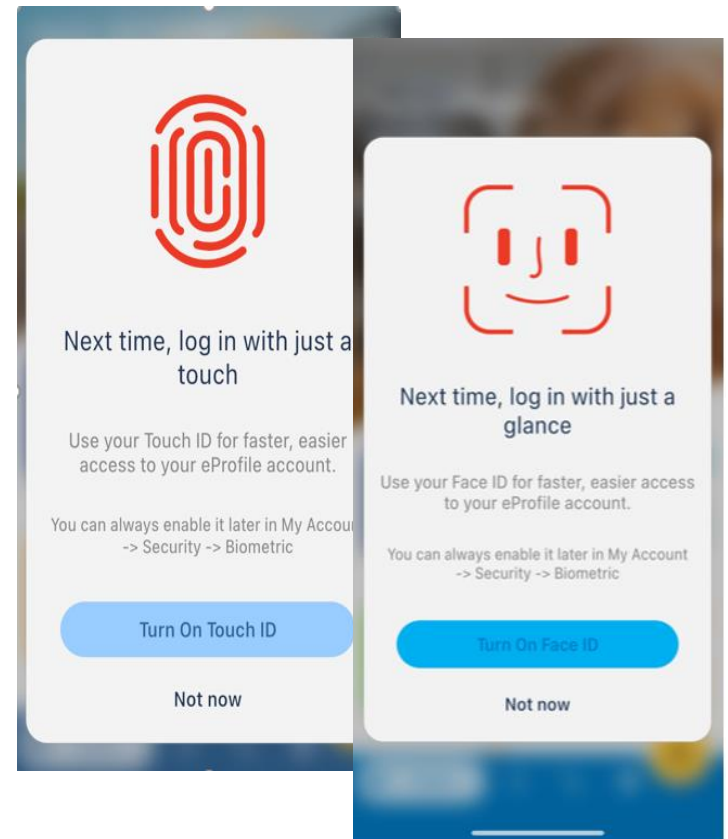 Next time, log in with just a
touch
Use your Touch ID for faster, easier
access to your eProfile account.
You can always enable it later in My Accou
-> Security -> Biometric
Turn On Touch ID
Not now
Next time, log in with just a
glance
Use your Face ID for faster, easier access
to your eProfile account.
You can always enable it later in My Account
-> Security -> Biometric
Turn On Face ID
Not now